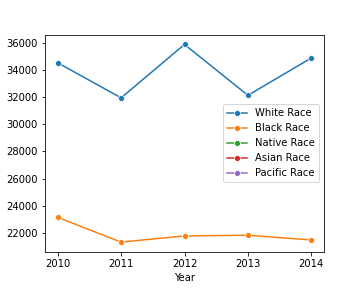 36000
34000
32000
30000
28000
26000
24000
22000
White Race
Black Race
Native Race
Asian Race
Pacific Race
2010 2011 2012 2013 2014
Year